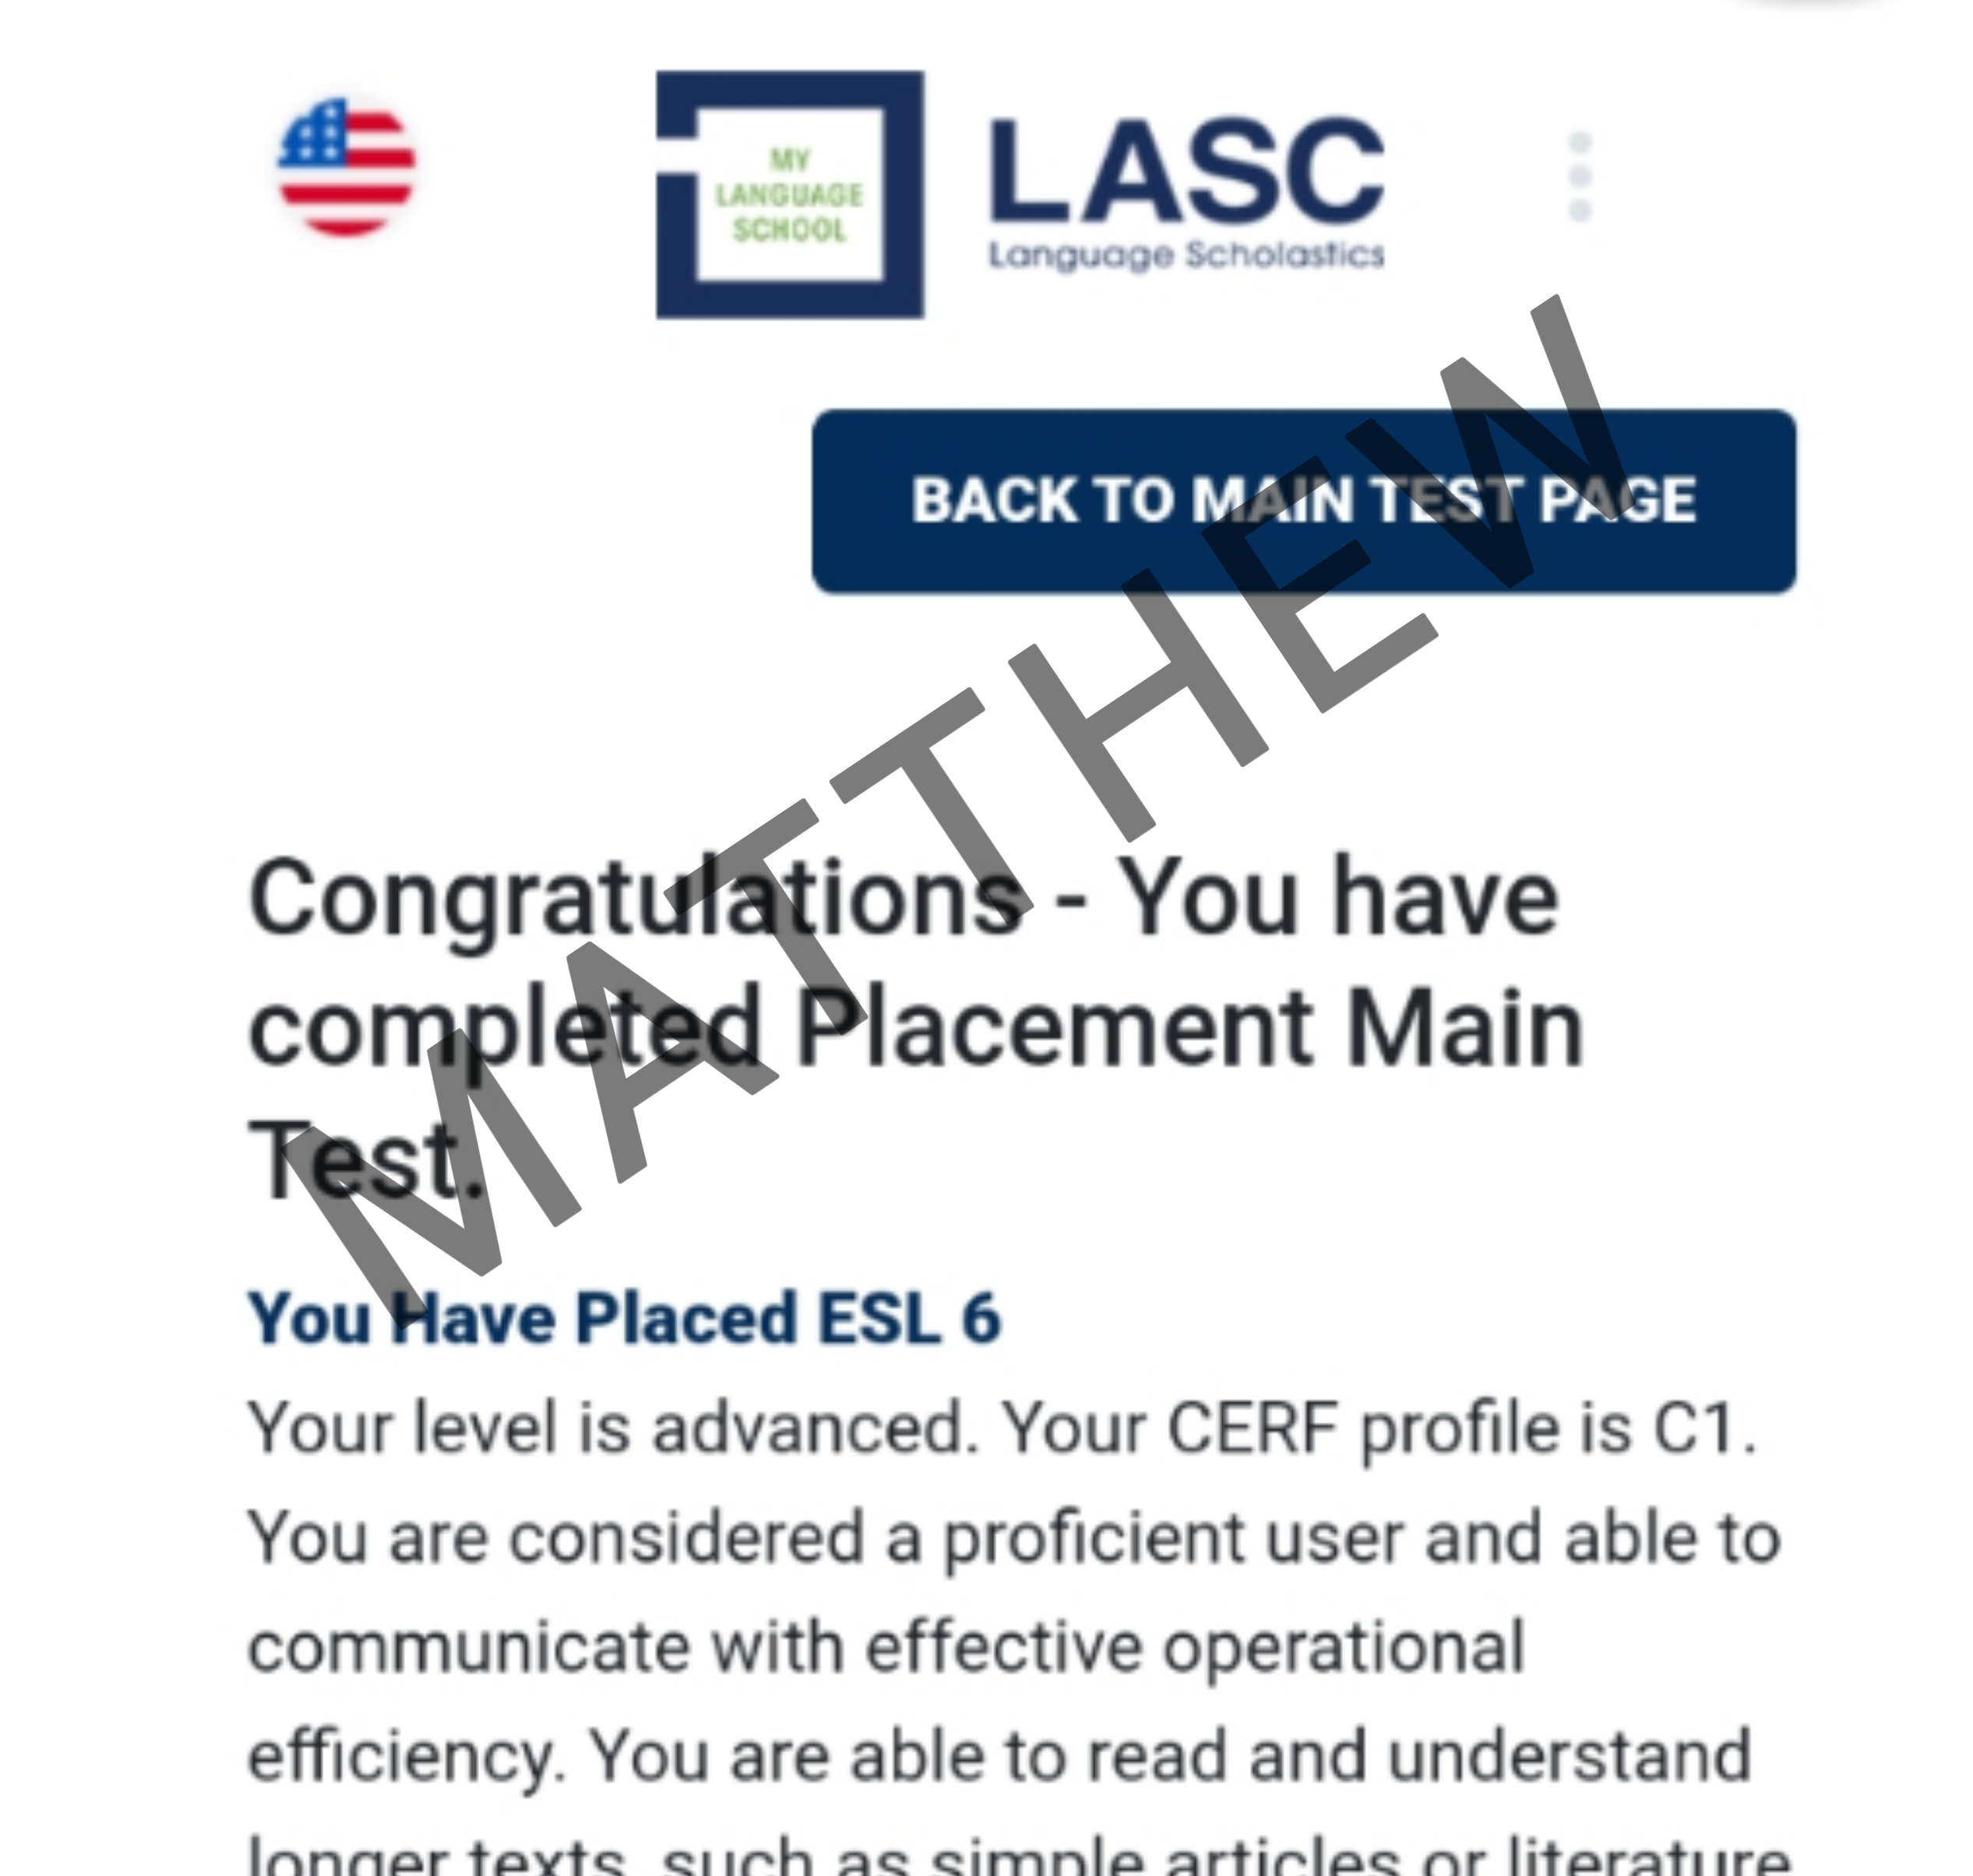 MY
LANGUAGE
SCHOOL
LASC
Language Scholastics
BACK TO MAIN TEST PAGE
MATTHEW
Congratulations - You have
completed Placement Main
Test.
You Have Placed ESL 6
Your level is advanced. Your CERF profile is C1.
You are considered a proficient user and able to
communicate with effective operational
efficiency. You are able to read and understand
longer texts, such as simple articles or literature